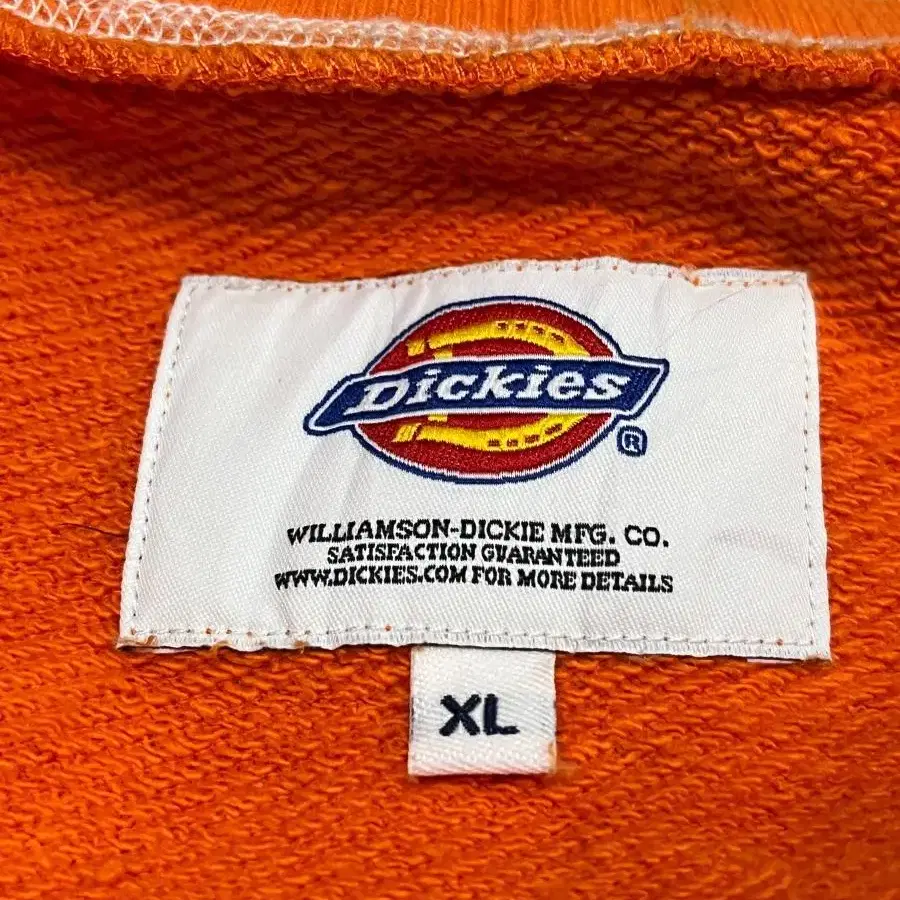 Dickies®
WILLIAMSON-DICKIE MFG. CO.
SATISFACTION GUARANTEED
WWW.DICKIES.COM FOR MORE DETAILS
XL